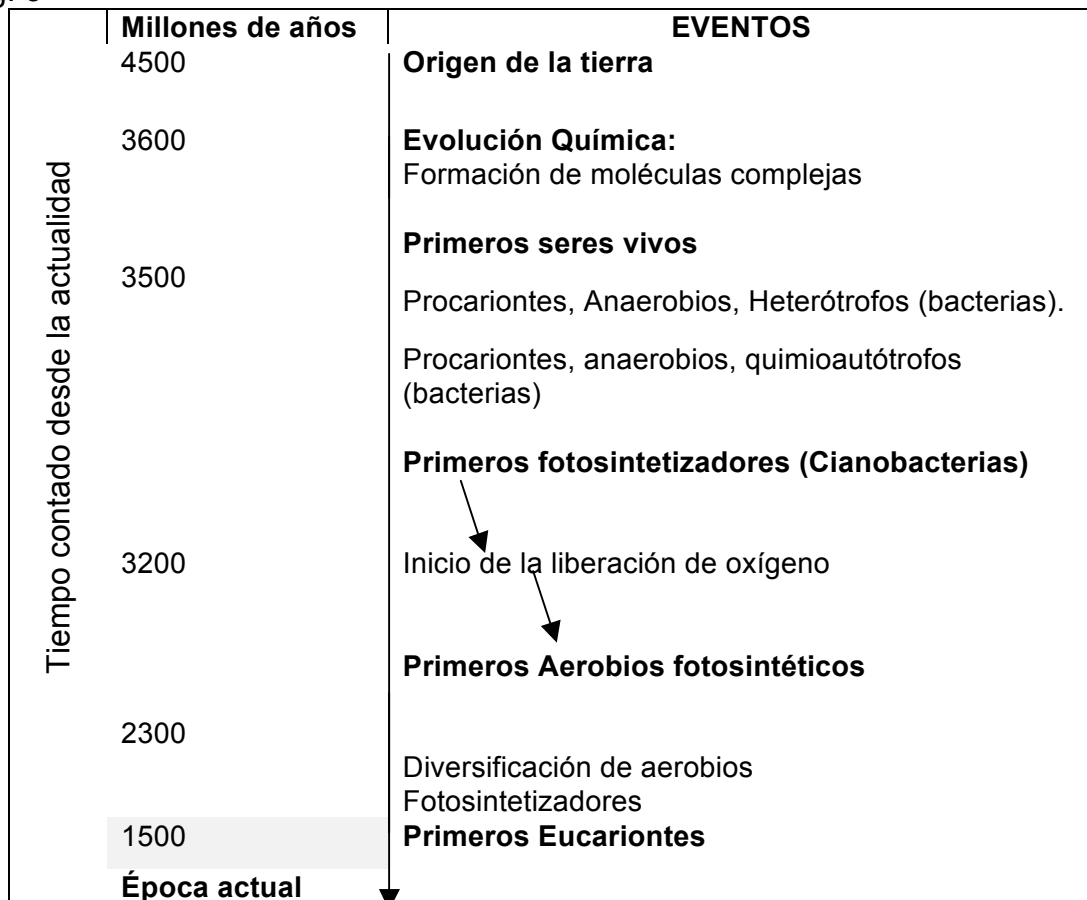 Millones de años EVENTOS
4500 Origen de la tierra
3600 Evolución Química:
Formación de moléculas complejas
Primeros seres vivos
3500
Procariontes, Anaerobios, Heterótrofos (bacterias).
Procariontes, anaerobios, quimioautótrofos
(bacterias)
Primeros fotosintetizadores (Cianobacterias)
3200 Inicio de la liberación de oxígeno
Primeros Aerobios fotosintéticos
2300
Diversificación de aerobios
Fotosintetizadores
1500 Primeros Eucariontes
Época actual
Tiempo contado desde la actualidad